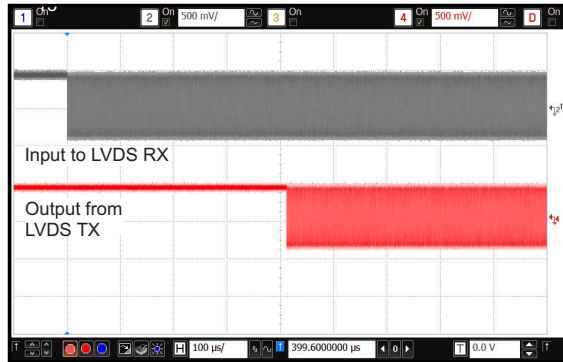 1 On 2 On 500 mV/ 3 On 4 On 500 mV/ D On
Input to LVDS RX
Output from
LVDS TX
H 100 µs/ 399.6000000 µs 0 T 0.0 V